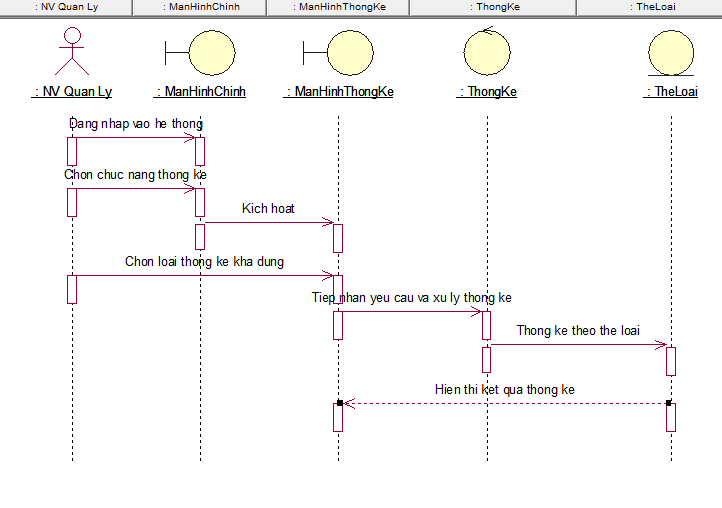 : NV Quan Ly
: ManHinhChinh
: ManHinhThongKe
: ThongKe
: TheLoai
: NV Quan Ly
: ManHinhChinh
: ManHinhThongKe
: ThongKe
: TheLoai
Dang nhap vao he thong
Chon chuc nang thong ke
Kich hoat
Chon loai thong ke kha dung
Tiep nhan yeu cau va xu ly thong ke
Thong ke theo the loai
Hien thi ket qua thong ke